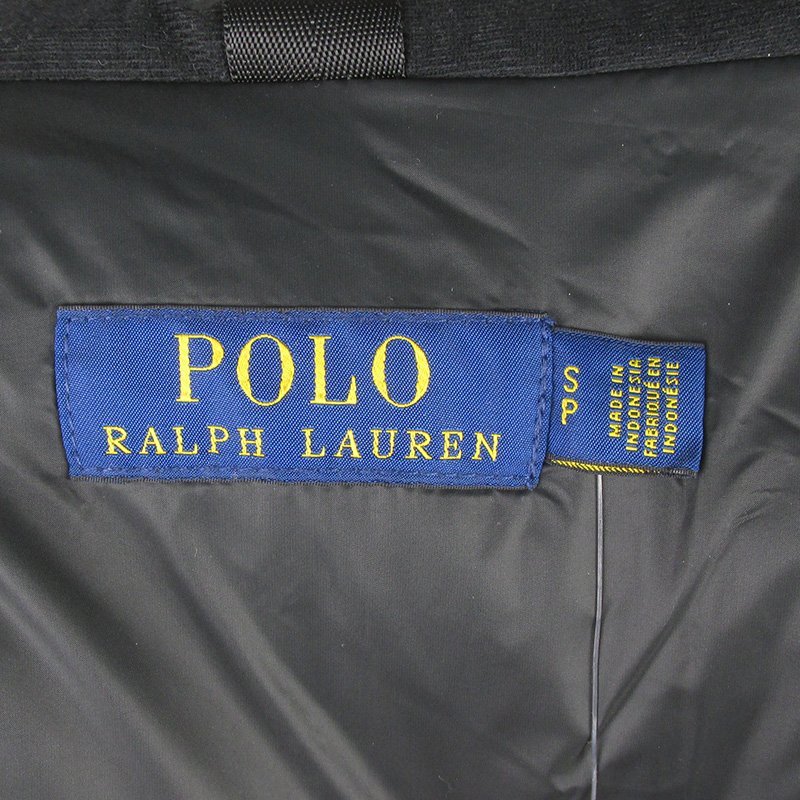 POLO
RALPH LAUREN
S
P
MADE IN
INDONESIA
FABRIQUÉ EN
INDONÉSIE